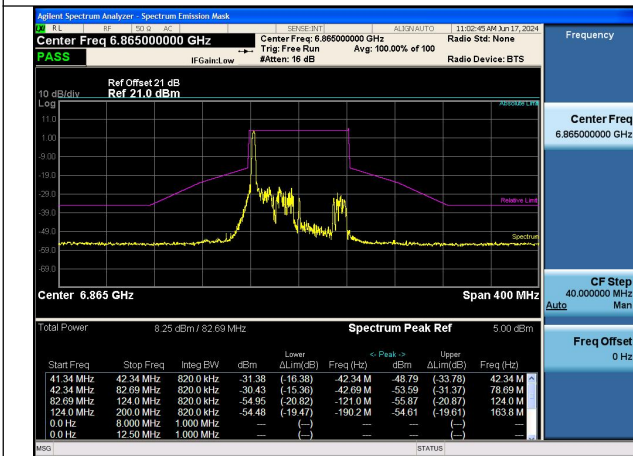 Agilent Spectrum Analyzer - Spectrum Emission Mask
RL RF 50 Ω AC SENSE:INT ALIGNAUTO 11:02:45 AM Jun 17, 2024
Center Freq 6.865000000 GHz Center Freq: 6.865000000 GHz Radio Std: None
Trig: Free Run Avg: 100.00% of 100
PASS IFGain:Low #Atten: 16 dB Radio Device: BTS
Ref Offset 21 dB
10 dB/div Ref 21.0 dBm
Log
Absolute Limit
11.0
1.00
-9.00
-19.0
-29.0
Relative Limit
-39.0
-49.0
Spectrum
-59.0
-69.0
Center 6.865 GHz Span 400 MHz
Total Power 8.25 dBm / 82.69 MHz Spectrum Peak Ref 5.00 dBm
Lower <- Peak -> Upper
Start Freq Stop Freq Integ BW dBm ΔLim(dB) Freq (Hz) dBm ΔLim(dB) Freq (Hz)
41.34 MHz 42.34 MHz 820.0 kHz -31.38 (-16.38) -42.34 M -48.79 (-33.78) 42.34 M
42.34 MHz 82.69 MHz 820.0 kHz -30.43 (-15.36) -42.69 M -53.59 (-31.37) 78.69 M
82.69 MHz 124.0 MHz 820.0 kHz -54.95 (-20.82) -121.0 M -55.87 (-20.87) 124.0 M
124.0 MHz 200.0 MHz 820.0 kHz -54.48 (-19.47) -190.2 M -54.61 (-19.61) 163.8 M
0.0 Hz 8.000 MHz 1.000 MHz --- (---) --- (---)
0.0 Hz 12.50 MHz 1.000 MHz --- (---) --- (---)
MSG STATUS
Frequency
Center Freq
6.865000000 GHz
CF Step
40.000000 MHz
Auto Man
Freq Offset
0 Hz